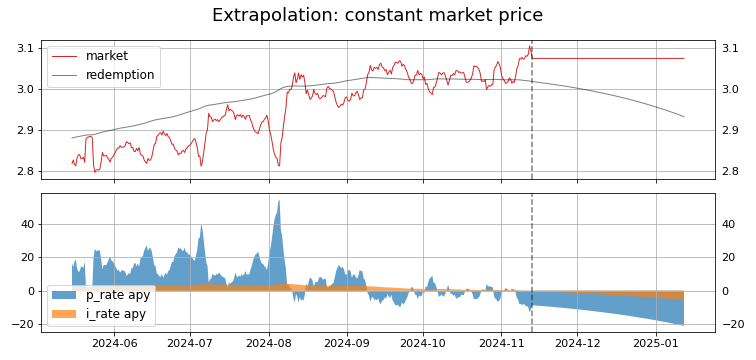 Extrapolation: constant market price
3.1 3.1
market
redemption
3.0 3.0
2.9 2.9
2.8 2.8
40 40
20 20
0 0
p_rate apy
i_rate apy
−20 −20
2024-06 2024-07 2024-08 2024-09 2024-10 2024-11 2024-12 2025-01